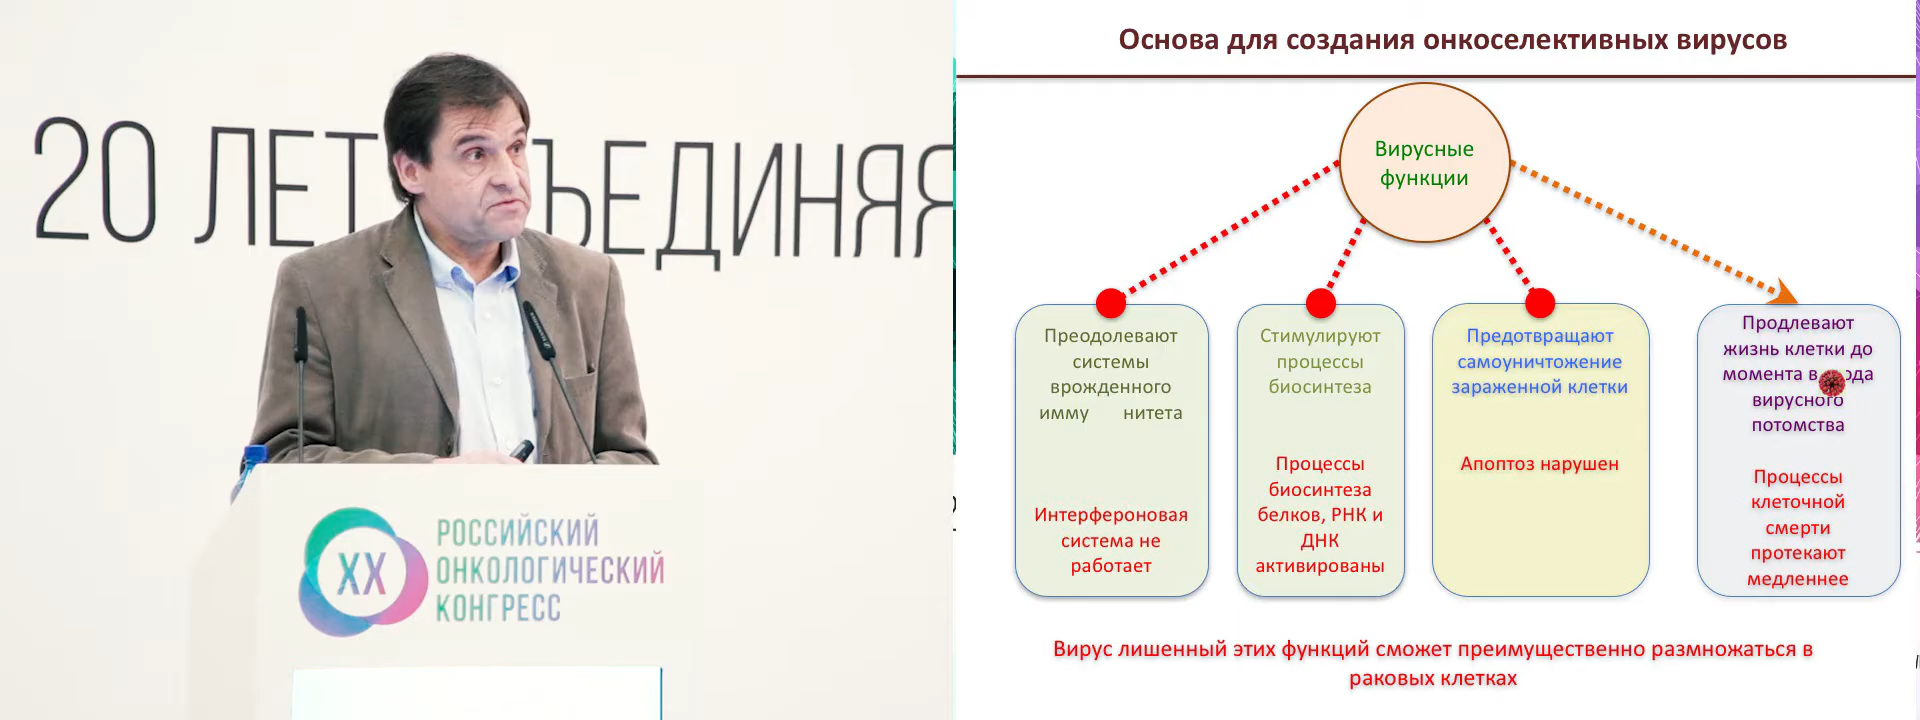 20 ЛЕТ ЪЕДИНЯЯ
XX
РОССИЙСКИЙ
ОНКОЛОГИЧЕСКИЙ
КОНГРЕСС
Основа для создания онкоселективных вирусов
Вирусные
функции
Преодолевают
системы
врожденного
имму нитета
Интерфероновая
система не
работает
Стимулируют
процессы
биосинтеза
Процессы
биосинтеза
белков, РНК и
ДНК
активированы
Предотвращают
самоуничтожение
зараженной клетки
Апоптоз нарушен
Продлевают
жизнь клетки до
момента
вирусного
потомства
Процессы
клеточной
смерти
протекают
медленнее
Вирус лишенный этих функций сможет преимущественно размножаться в
раковых клетках